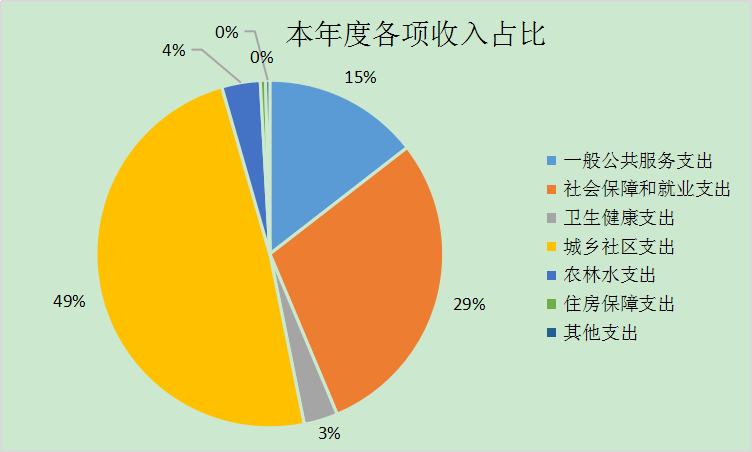 本年度各项收入占比
0%
4%
0%
15%
49%
29%
3%
一般公共服务支出
社会保障和就业支出
卫生健康支出
城乡社区支出
农林水支出
住房保障支出
其他支出